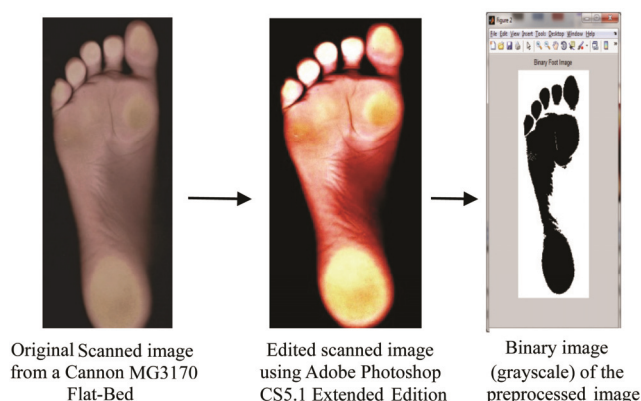 Figure 2
File Edit View Insert Tools Desktop Window Help
Binary Foot Image
Original Scanned image
from a Cannon MG3170
Flat-Bed
Edited scanned image
using Adobe Photoshop
CS5.1 Extended Edition
Binary image
(grayscale) of the
preprocessed image